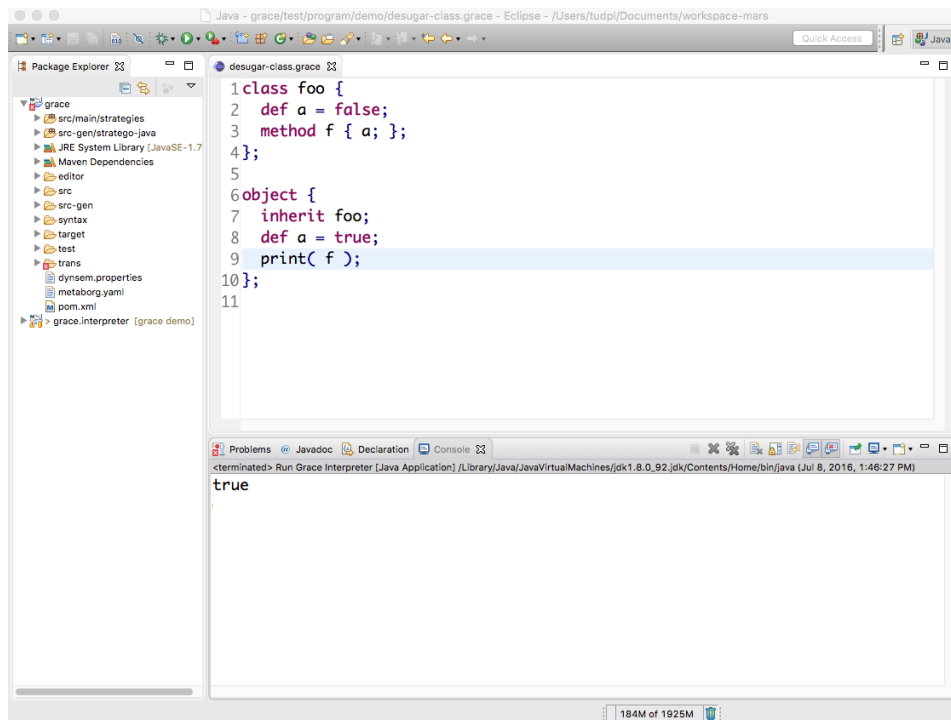 Java - grace/test/program/demo/desugar-class.grace - Eclipse - /Users/tudpl/Documents/workspace-mars
Quick Access
Java
Package Explorer
grace
src/main/strategies
src-gen/stratego-java
JRE System Library [JavaSE-1.7
Maven Dependencies
editor
src
src-gen
syntax
target
test
trans
dynsem.properties
metaborg.yaml
pom.xml
> grace.interpreter [grace demo]
desugar-class.grace
1 class foo {
2 def a = false;
3 method f { a; };
4 };
5
6 object {
7 inherit foo;
8 def a = true;
9 print( f );
10 };
11
Problems @ Javadoc Declaration Console
<terminated> Run Grace Interpreter [Java Application] /Library/Java/JavaVirtualMachines/jdk1.8.0_92.jdk/Contents/Home/bin/java (Jul 8, 2016, 1:46:27 PM)
true
184M of 1925M